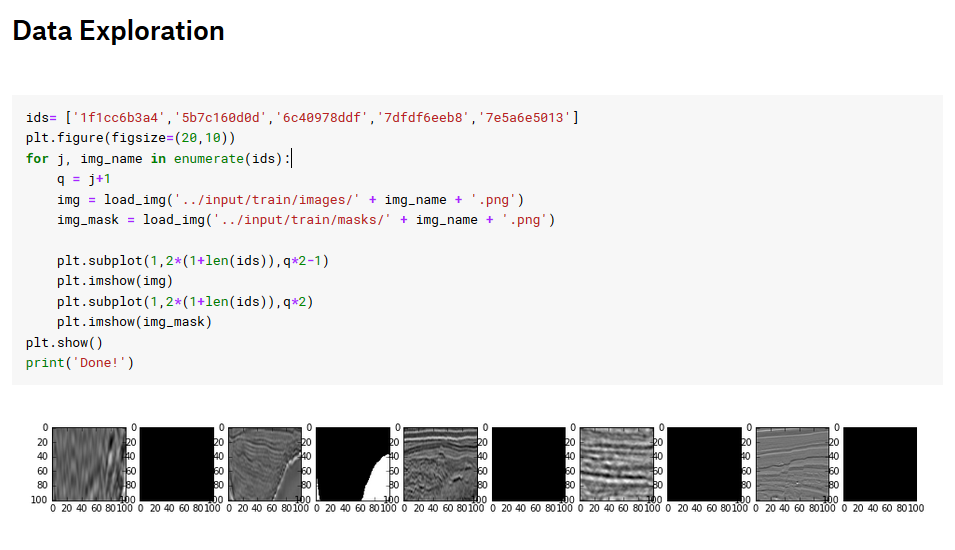 Data Exploration
ids= ['1f1cc6b3a4','5b7c160d0d','6c40978ddf','7dfdf6eeb8','7e5a6e5013']
plt.figure(figsize=(20,10))
for j, img_name in enumerate(ids):
    q = j+1
    img = load_img('../input/train/images/' + img_name + '.png')
    img_mask = load_img('../input/train/masks/' + img_name + '.png')
    plt.subplot(1,2*(1+len(ids)),q*2-1)
    plt.imshow(img)
    plt.subplot(1,2*(1+len(ids)),q*2)
    plt.imshow(img_mask)
plt.show()
print('Done!')
0 0 0 0 0 0 0 0 0 0
20 20 20 20 20 20 20 20 20 20
40 40 40 40 40 40 40 40 40 40
60 60 60 60 60 60 60 60 60 60
80 80 80 80 80 80 80 80 80 80
100 100 100 100 100 100 100 100 100 100
0 20 40 60 80 100 0 20 40 60 80 100 0 20 40 60 80 100 0 20 40 60 80 100 0 20 40 60 80 100 0 20 40 60 80 100 0 20 40 60 80 100 0 20 40 60 80 100 0 20 40 60 80 100 0 20 40 60 80 100